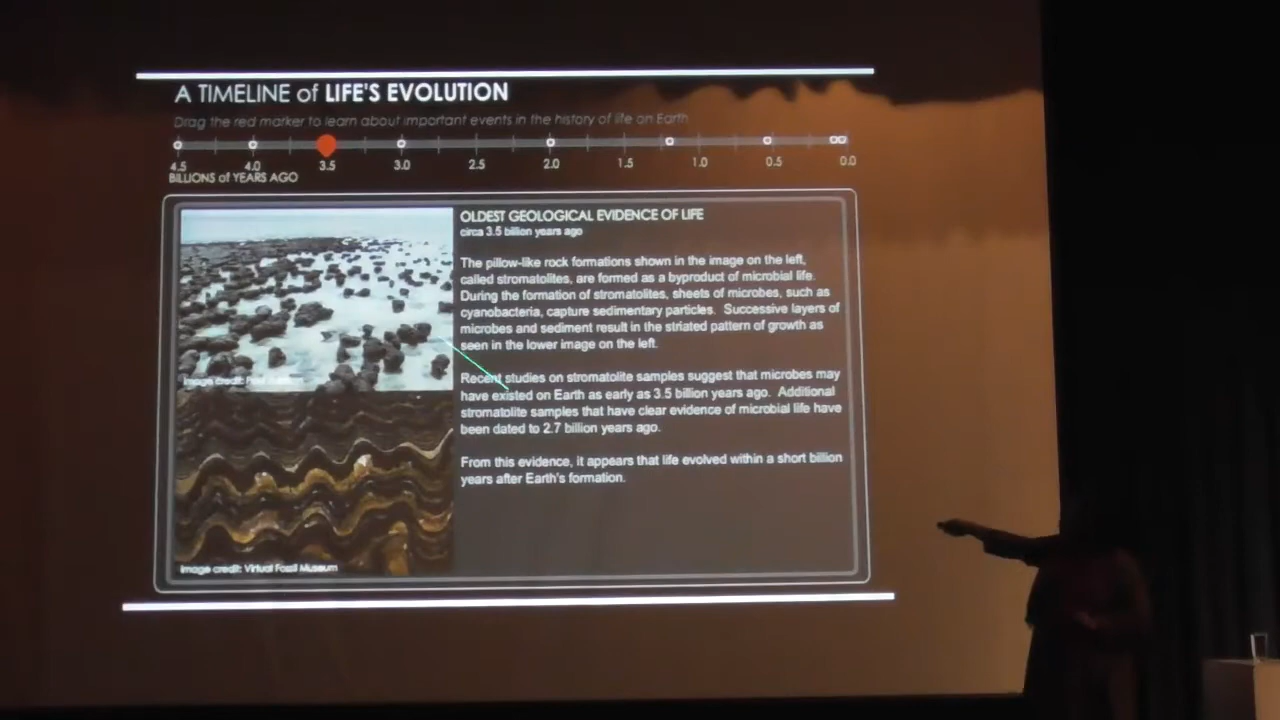 A TIMELINE of LIFE'S EVOLUTION
Drag the red marker to learn about important events in the history of life on Earth
4.5 4.0 3.5 3.0 2.5 2.0 1.5 1.0 0.5 0.0
BILLIONS of YEARS AGO
OLDEST GEOLOGICAL EVIDENCE OF LIFE
circa 3.5 billion years ago
The pillow-like rock formations shown in the image on the left,
called stromatolites, are formed as a byproduct of microbial life.
During the formation of stromatolites, sheets of microbes, such as
cyanobacteria, capture sedimentary particles. Successive layers of
microbes and sediment result in the striated pattern of growth as
seen in the lower image on the left.
Recent studies on stromatolite samples suggest that microbes may
have existed on Earth as early as 3.5 billion years ago. Additional
stromatolite samples that have clear evidence of microbial life have
been dated to 2.7 billion years ago.
From this evidence, it appears that life evolved within a short billion
years after Earth's formation.
Image credit:
Image credit: Virtual Fossil Museum